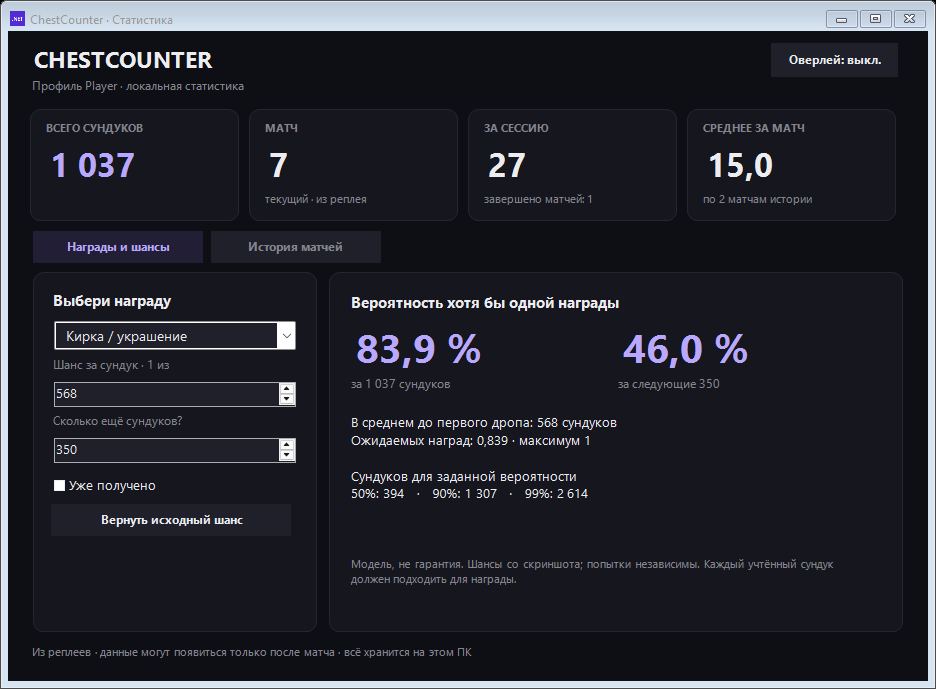 .NET ChestCounter · Статистика
CHESTCOUNTER
Оверлей: выкл.
Профиль Player · локальная статистика
ВСЕГО СУНДУКОВ
1 037
МАТЧ
7
текущий · из реплея
ЗА СЕССИЮ
27
завершено матчей: 1
СРЕДНЕЕ ЗА МАТЧ
15,0
по 2 матчам истории
Награды и шансы
История матчей
Выбери награду
Кирка / украшение
Шанс за сундук · 1 из
568
Сколько ещё сундуков?
350
Уже получено
Вернуть исходный шанс
Вероятность хотя бы одной награды
83,9 %
за 1 037 сундуков
46,0 %
за следующие 350
В среднем до первого дропа: 568 сундуков
Ожидаемых наград: 0,839 · максимум 1
Сундуков для заданной вероятности
50%: 394 · 90%: 1 307 · 99%: 2 614
Модель, не гарантия. Шансы со скриншота; попытки независимы. Каждый учтённый сундук
должен подходить для награды.
Из реплеев · данные могут появиться только после матча · всё хранится на этом ПК